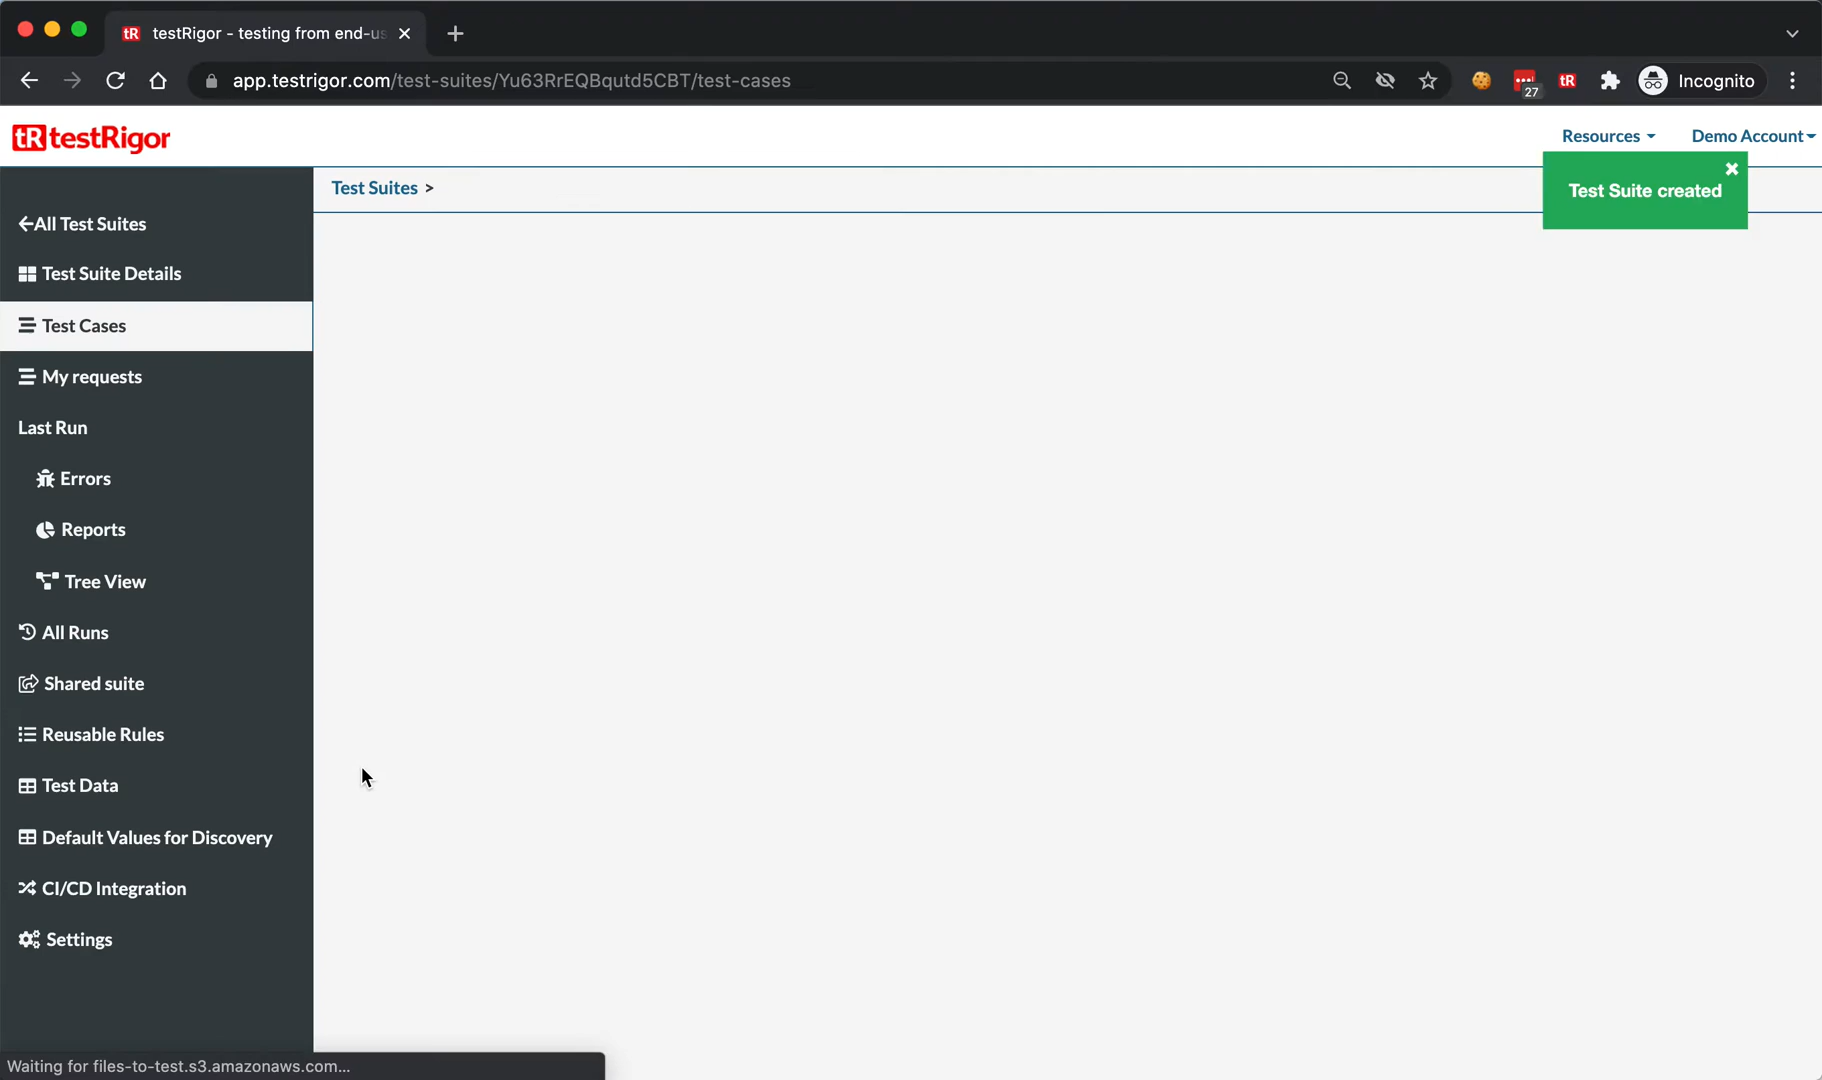 tR testRigor - testing from end-us
app.testrigor.com/test-suites/Yu63RrEQBqutd5CBT/test-cases
27
tR
Incognito
tR testRigor
Resources
Demo Account
Test Suites >
Test Suite created
All Test Suites
Test Suite Details
Test Cases
My requests
Last Run
Errors
Reports
Tree View
All Runs
Shared suite
Reusable Rules
Test Data
Default Values for Discovery
CI/CD Integration
Settings
Waiting for files-to-test.s3.amazonaws.com...